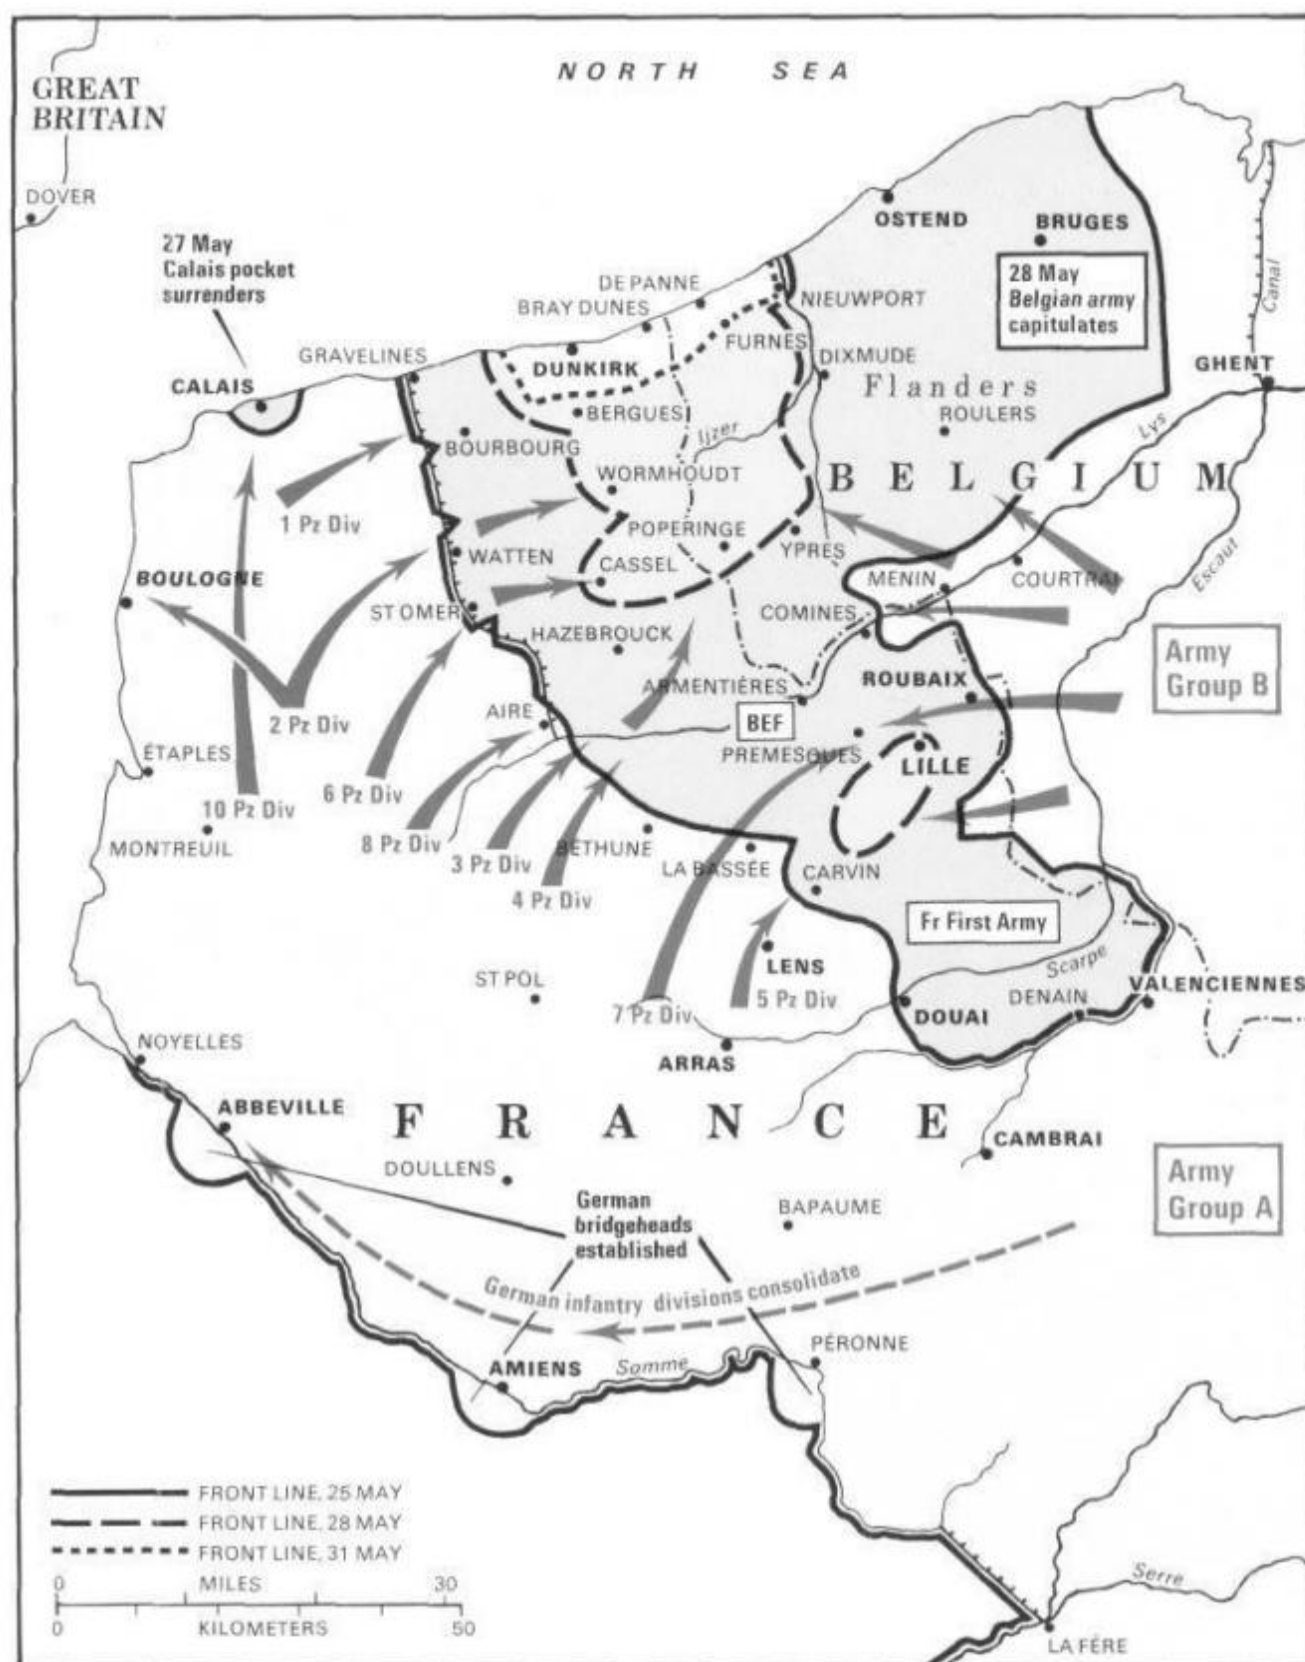 NORTH SEA
GREAT
BRITAIN
DOVER
27 May
Calais pocket
surrenders
OSTEND
BRUGES
28 May
Belgian army
capitulates
Canal
DE PANNE
BRAY DUNES
NIEUWPORT
FURNES
GRAVELINES
DUNKIRK
DIXMUDE
GHENT
CALAIS
Flanders
BERGUES
ROULERS
Lys
Ijzer
BOURBOURG
WORMHOUDT
BELGIUM
1 Pz Div
POPERINGE
YPRES
WATTEN
CASSEL
BOULOGNE
MENIN
COURTRAI
Escaut
ST OMER
COMINES
HAZEBROUCK
Army
Group B
ARMENTIÈRES
ROUBAIX
AIRE
BEF
2 Pz Div
PREMESQUES
ÉTAPLES
LILLE
6 Pz Div
10 Pz Div
MONTREUIL
8 Pz Div
3 Pz Div
BÉTHUNE
LA BASSÉE
CARVIN
4 Pz Div
Fr First Army
LENS
Scarpe
ST POL
5 Pz Div
VALENCIENNES
DENAIN
7 Pz Div
DOUAI
NOYELLES
ARRAS
ABBEVILLE
FRANCE
CAMBRAI
DOULLENS
German
bridgeheads
established
BAPAUME
Army
Group A
German infantry divisions consolidate
PÉRONNE
AMIENS
Somme
FRONT LINE, 25 MAY
FRONT LINE, 28 MAY
FRONT LINE, 31 MAY
0 MILES 30
0 KILOMETERS 50
Serre
LA FÉRE